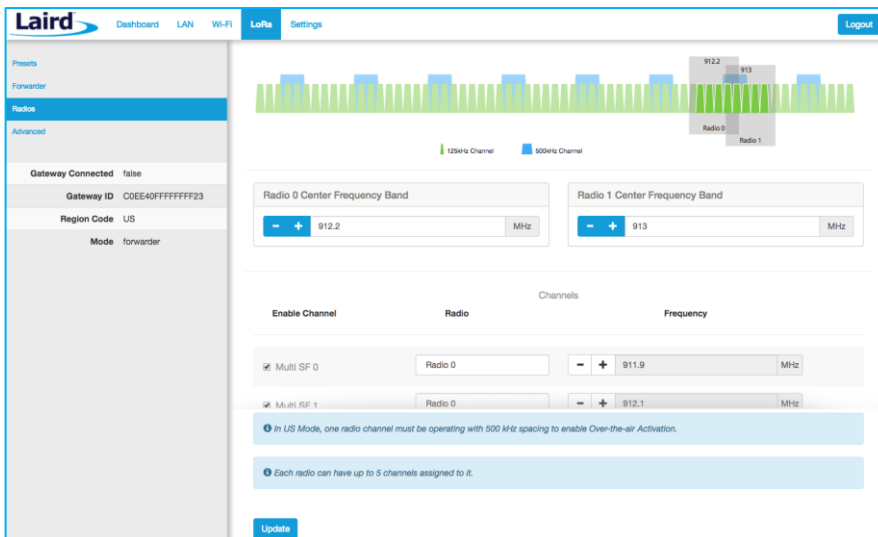 Laird Dashboard LAN Wi-Fi LoRa Settings Logout
Presets
Forwarder
Radios
Advanced
Gateway Connected false
Gateway ID C0EE40FFFFFFFF23
Region Code US
Mode forwarder
912.2
913
Radio 0
Radio 1
125kHz Channel 500kHz Channel
Radio 0 Center Frequency Band Radio 1 Center Frequency Band
− + 912.2 MHz − + 913 MHz
Channels
Enable Channel Radio Frequency
Multi SF 0 Radio 0 − + 911.9 MHz
Multi SF 1 Radio 0 − + 912.1 MHz
In US Mode, one radio channel must be operating with 500 kHz spacing to enable Over-the-air Activation.
Each radio can have up to 5 channels assigned to it.
Update